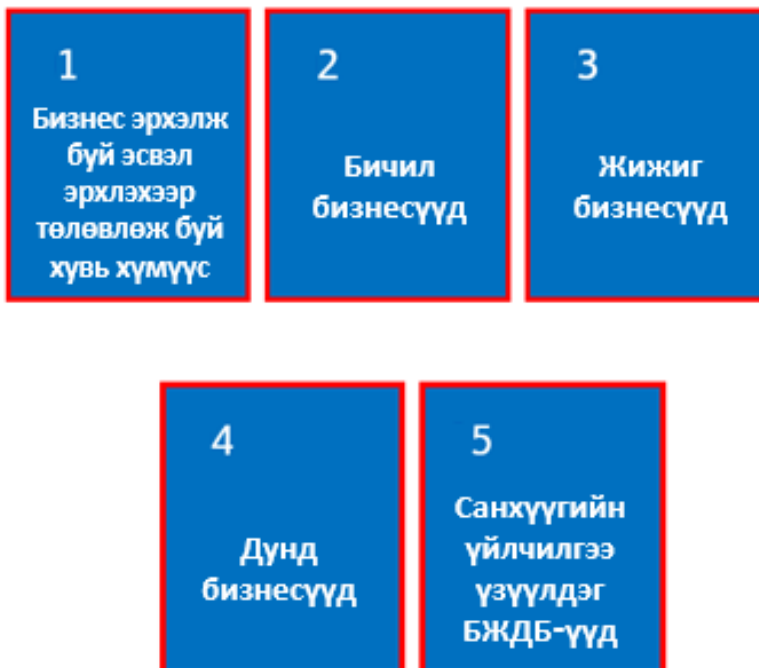 1
Бизнес эрхэлж
буй эсвэл
эрхлэхээр
төлөвлөж буй
хувь хүмүүс
2
Бичил
бизнесүүд
3
Жижиг
бизнесүүд
4
Дунд
бизнесүүд
5
Санхүүгийн
үйлчилгээ
үзүүлдэг
БЖДБ-ууд